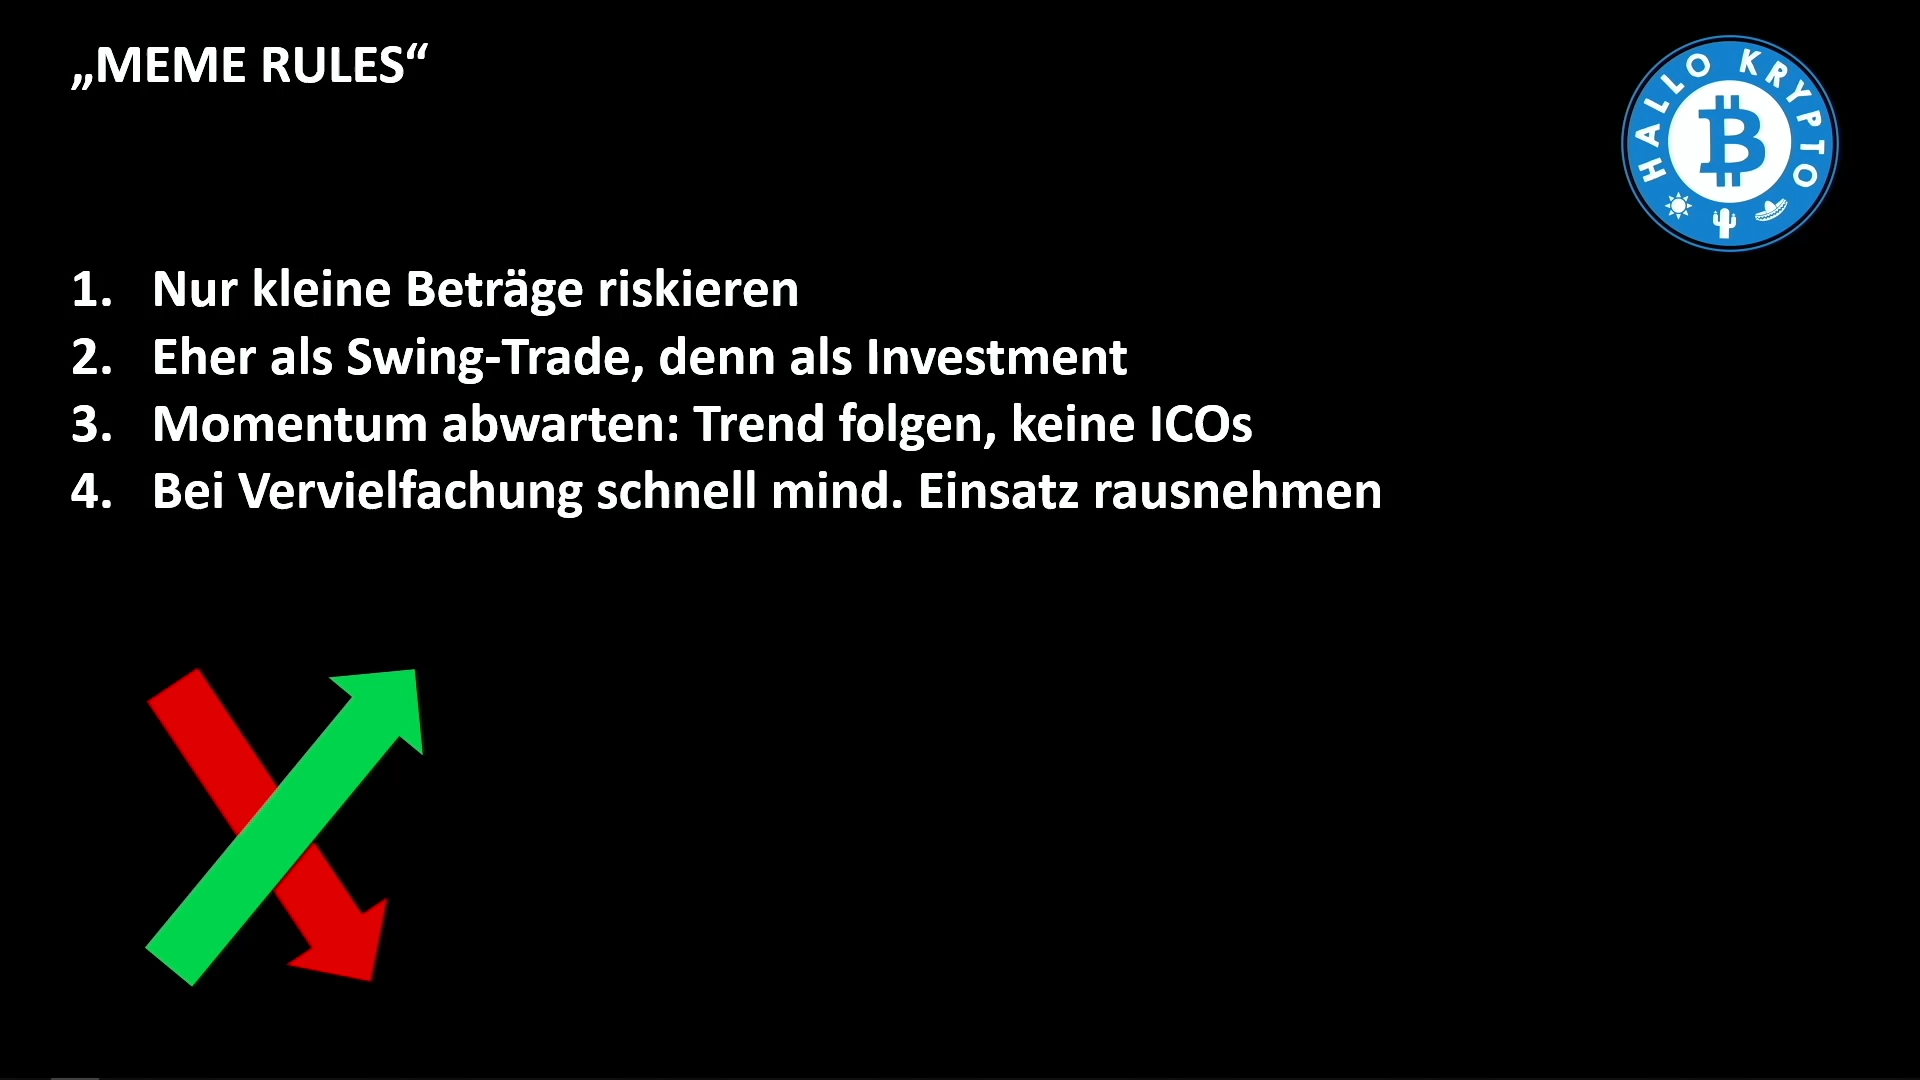 „MEME RULES“
HALLO KRYPTO
1. Nur kleine Beträge riskieren
2. Eher als Swing-Trade, denn als Investment
3. Momentum abwarten: Trend folgen, keine ICOs
4. Bei Vervielfachung schnell mind. Einsatz rausnehmen